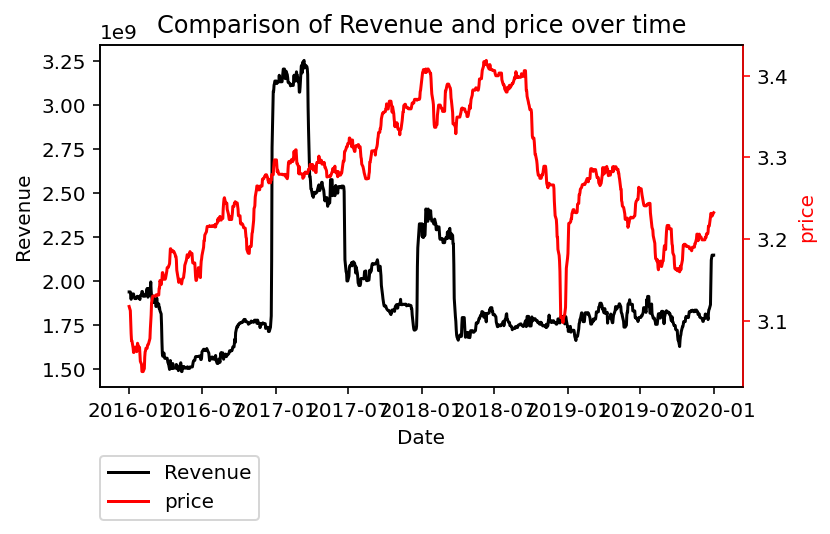 Comparison of Revenue and price over time
1e9
3.25
3.00
2.75
2.50
2.25
2.00
1.75
1.50
Revenue
3.4
3.3
3.2
3.1
price
2016-01 2016-07 2017-01 2017-07 2018-01 2018-07 2019-01 2019-07 2020-01
Date
Revenue
price